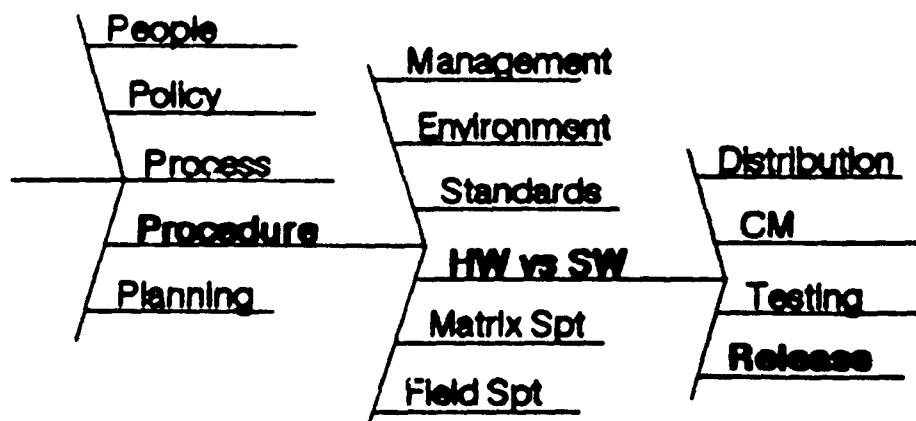 People
Policy
Process
Procedure
Planning
Management
Environment
Standards
HW vs SW
Matrix Spt
Field Spt
Distribution
CM
Testing
Release